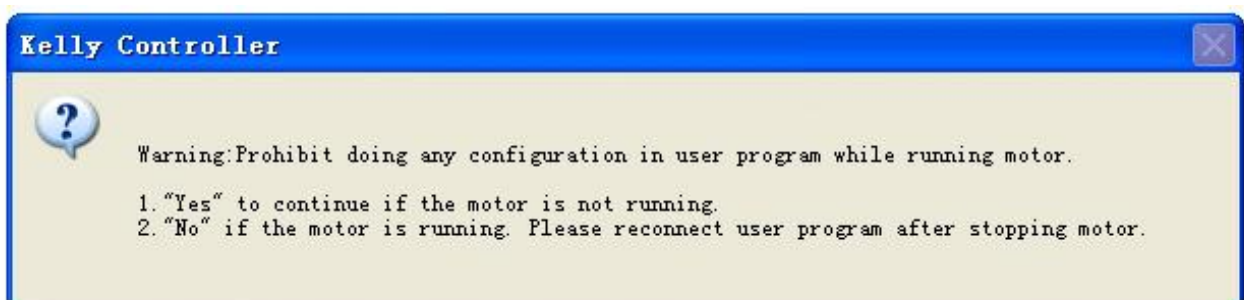 Kelly Controller
?
Warning:Prohibit doing any configuration in user program while running motor.
1."Yes" to continue if the motor is not running.
2."No" if the motor is running. Please reconnect user program after stopping motor.